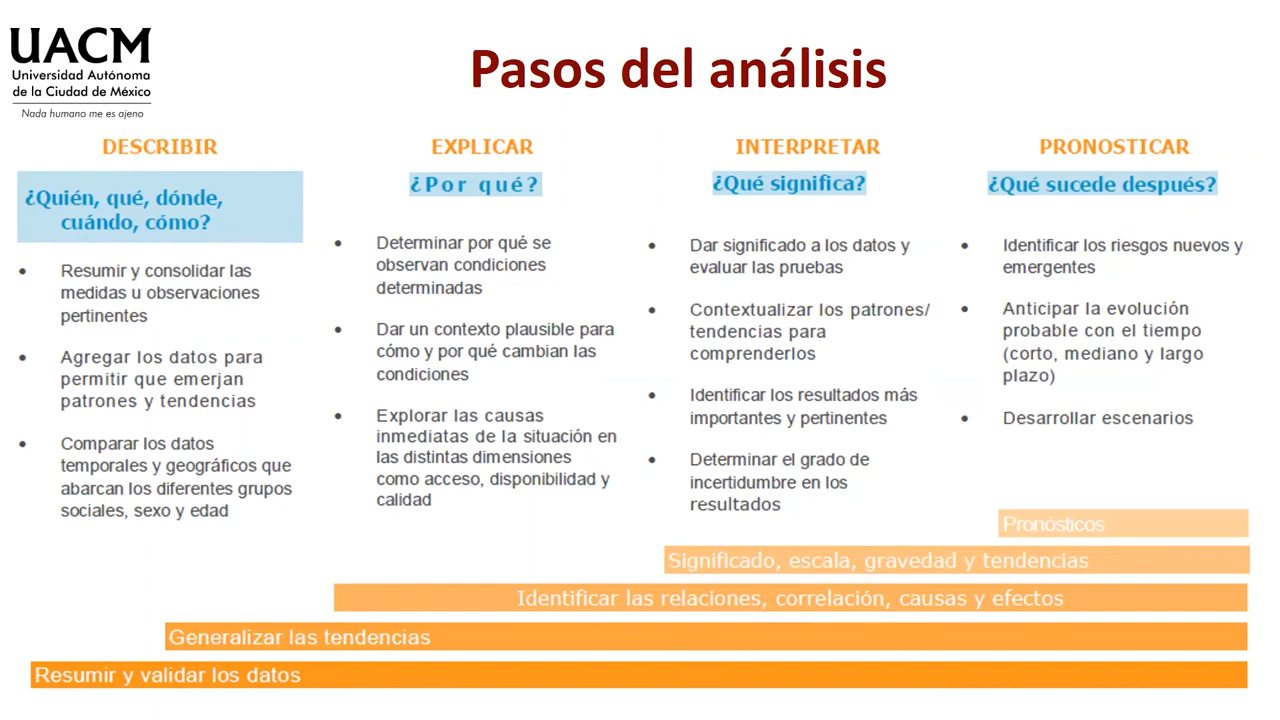 UACM
Universidad Autónoma
de la Ciudad de México
Nada humano me es ajeno
Pasos del análisis
DESCRIBIR
¿Quién, qué, dónde,
cuándo, cómo?
• Resumir y consolidar las
medidas u observaciones
pertinentes
• Agregar los datos para
permitir que emerjan
patrones y tendencias
• Comparar los datos
temporales y geográficos que
abarcan los diferentes grupos
sociales, sexo y edad
EXPLICAR
¿Por qué?
• Determinar por qué se
observan condiciones
determinadas
• Dar un contexto plausible para
cómo y por qué cambian las
condiciones
• Explorar las causas
inmediatas de la situación en
las distintas dimensiones
como acceso, disponibilidad y
calidad
INTERPRETAR
¿Qué significa?
• Dar significado a los datos y
evaluar las pruebas
• Contextualizar los patrones/
tendencias para
comprenderlos
• Identificar los resultados más
importantes y pertinentes
• Determinar el grado de
incertidumbre en los
resultados
PRONOSTICAR
¿Qué sucede después?
• Identificar los riesgos nuevos y
emergentes
• Anticipar la evolución
probable con el tiempo
(corto, mediano y largo
plazo)
• Desarrollar escenarios
Pronósticos
Significado, escala, gravedad y tendencias
Identificar las relaciones, correlación, causas y efectos
Generalizar las tendencias
Resumir y validar los datos